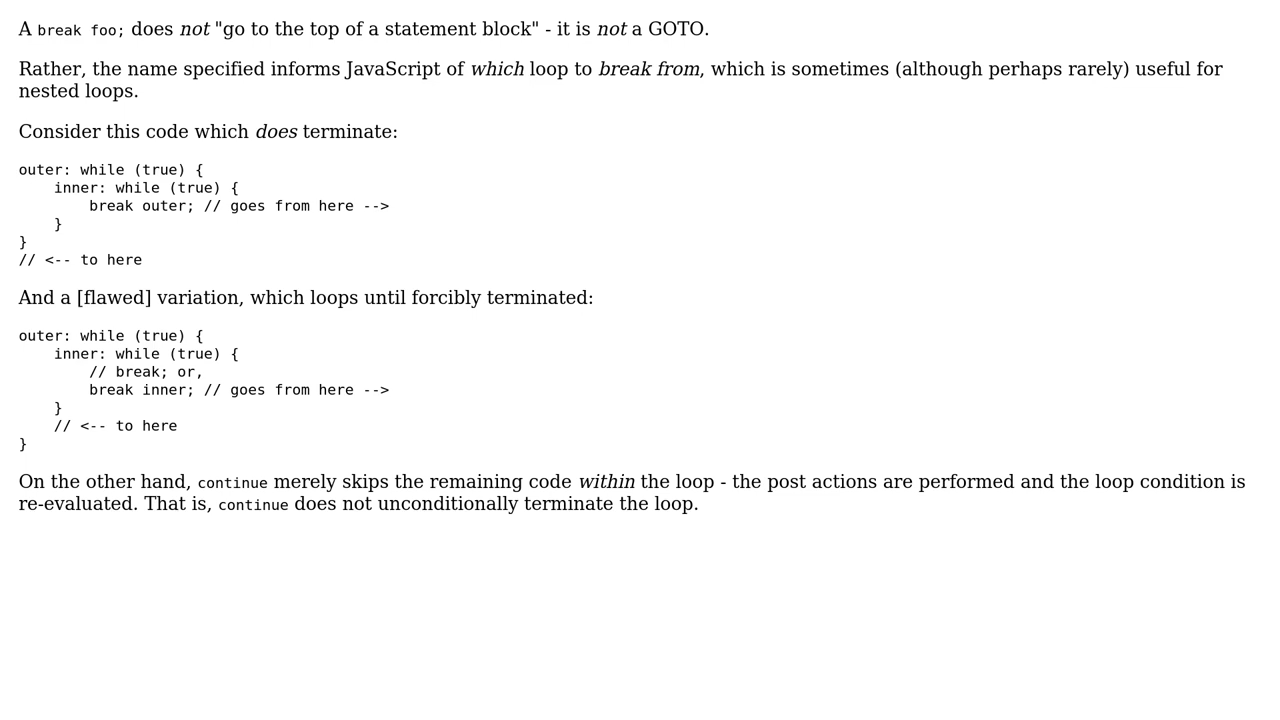 A break foo; does not "go to the top of a statement block" - it is not a GOTO.
Rather, the name specified informs JavaScript of which loop to break from, which is sometimes (although perhaps rarely) useful for
nested loops.
Consider this code which does terminate:
outer: while (true) {
    inner: while (true) {
        break outer; // goes from here -->
    }
}
// <-- to here
And a [flawed] variation, which loops until forcibly terminated:
outer: while (true) {
    inner: while (true) {
        // break; or,
        break inner; // goes from here -->
    }
    // <-- to here
}
On the other hand, continue merely skips the remaining code within the loop - the post actions are performed and the loop condition is
re-evaluated. That is, continue does not unconditionally terminate the loop.